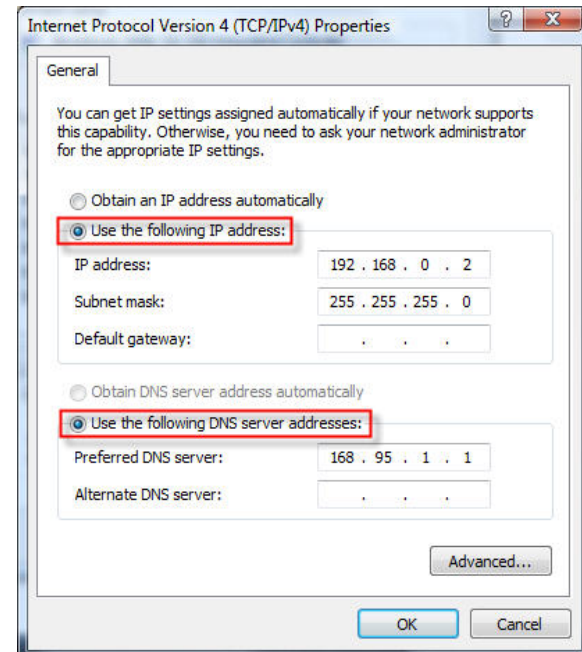 Internet Protocol Version 4 (TCP/IPv4) Properties
General
You can get IP settings assigned automatically if your network supports
this capability. Otherwise, you need to ask your network administrator
for the appropriate IP settings.
Obtain an IP address automatically
Use the following IP address:
IP address: 192 . 168 . 0 . 2
Subnet mask: 255 . 255 . 255 . 0
Default gateway: . . .
Obtain DNS server address automatically
Use the following DNS server addresses:
Preferred DNS server: 168 . 95 . 1 . 1
Alternate DNS server: . . .
Advanced...
OK Cancel